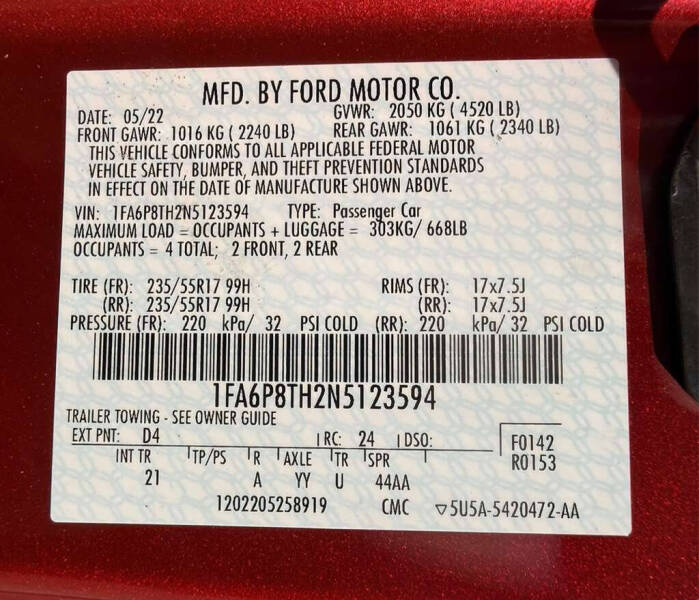 MFD. BY FORD MOTOR CO.
DATE: 05/22 GVWR: 2050 KG ( 4520 LB)
FRONT GAWR: 1016 KG ( 2240 LB) REAR GAWR: 1061 KG ( 2340 LB)
THIS VEHICLE CONFORMS TO ALL APPLICABLE FEDERAL MOTOR
VEHICLE SAFETY, BUMPER, AND THEFT PREVENTION STANDARDS
IN EFFECT ON THE DATE OF MANUFACTURE SHOWN ABOVE.
VIN: 1FA6P8TH2N5123594 TYPE: Passenger Car
MAXIMUM LOAD = OCCUPANTS + LUGGAGE = 303KG/ 668LB
OCCUPANTS = 4 TOTAL; 2 FRONT, 2 REAR
TIRE (FR): 235/55R17 99H RIMS (FR): 17x7.5J
(RR): 235/55R17 99H (RR): 17x7.5J
PRESSURE (FR): 220 kPa/ 32 PSI COLD (RR): 220 kPa/ 32 PSI COLD
1FA6P8TH2N5123594
TRAILER TOWING - SEE OWNER GUIDE
EXT PNT: D4 RC: 24 DSO: F0142
INT TR TP/PS R AXLE TR SPR R0153
21 A YY U 44AA
1202205258919 CMC ▽5U5A-5420472-AA